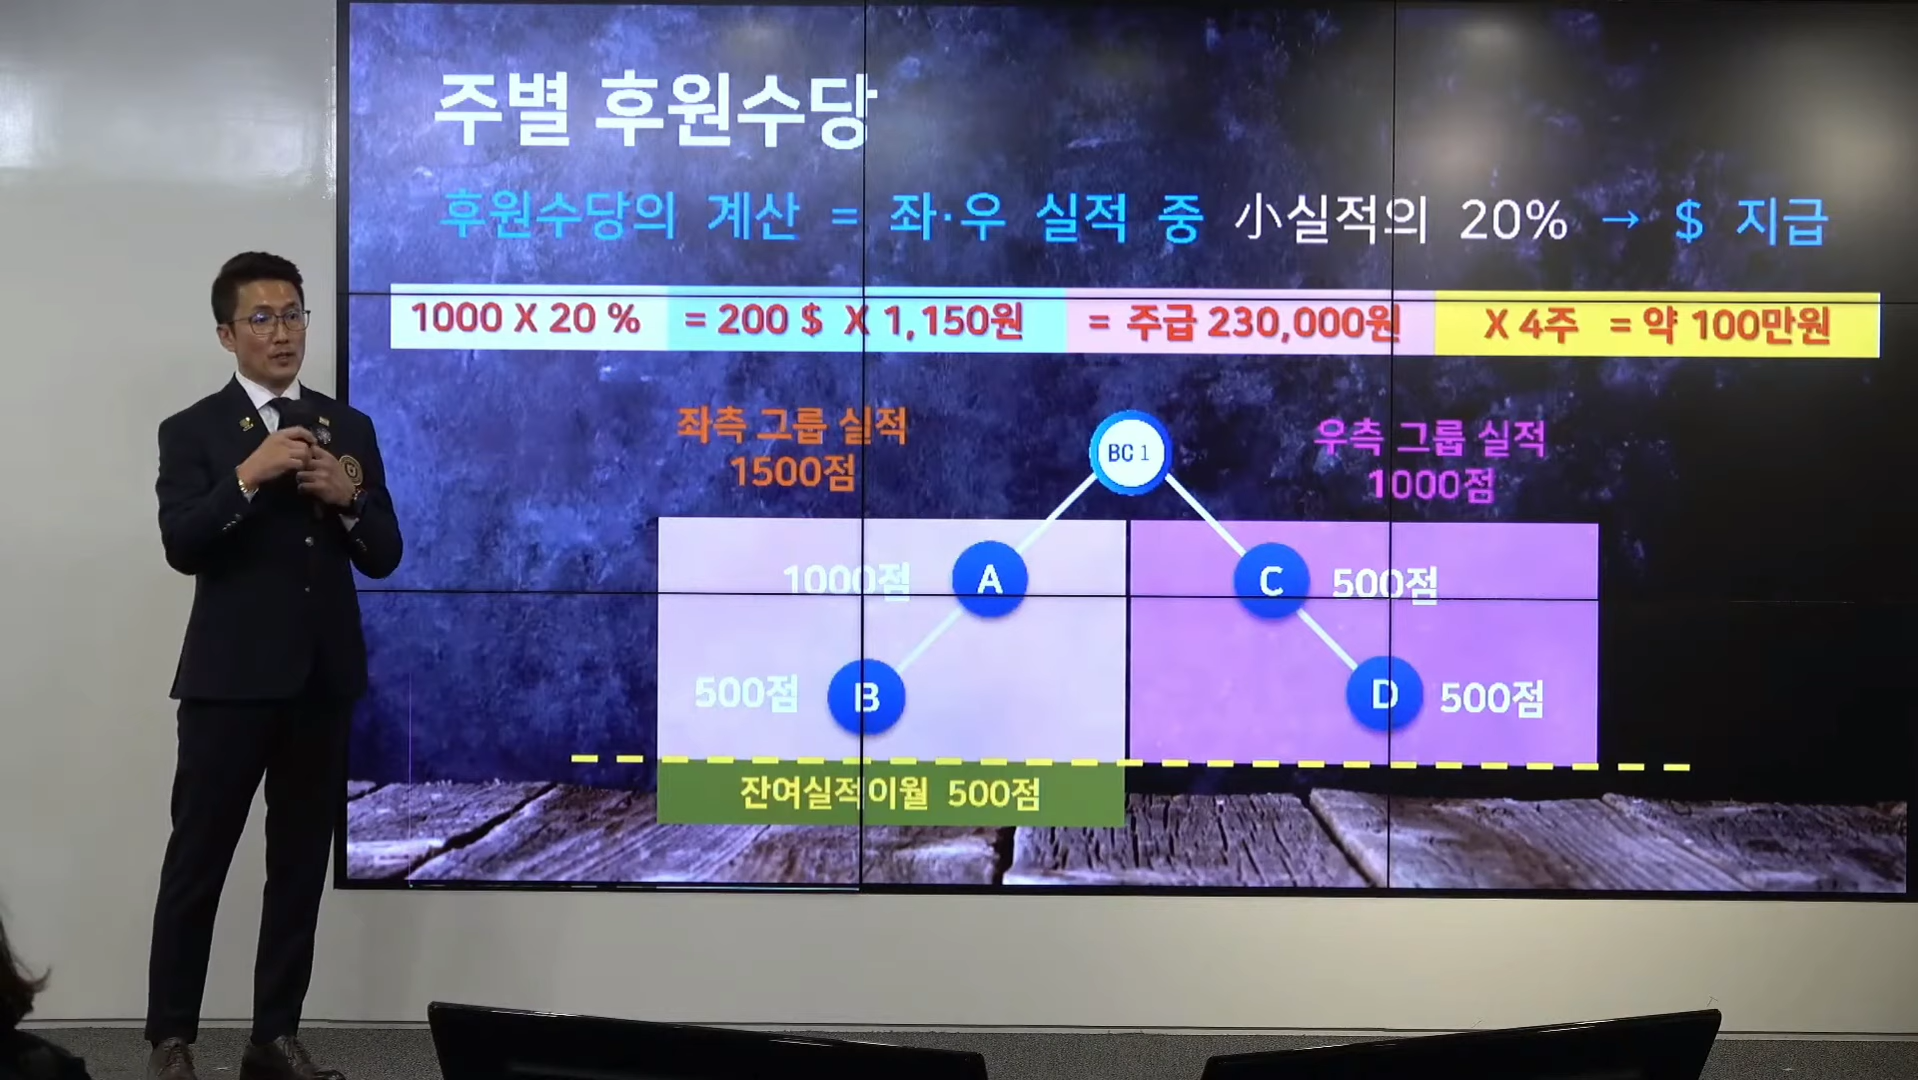 주별 후원수당
후원수당의 계산 = 좌·우 실적 중 小실적의 20% → $ 지급
1000 X 20 % = 200 $ X 1,150원 = 주급 230,000원 X 4주 = 약 100만원
좌측 그룹 실적
1500점
BC 1
우측 그룹 실적
1000점
1000점 A
C 500점
500점 B
D 500점
잔여실적이월 500점